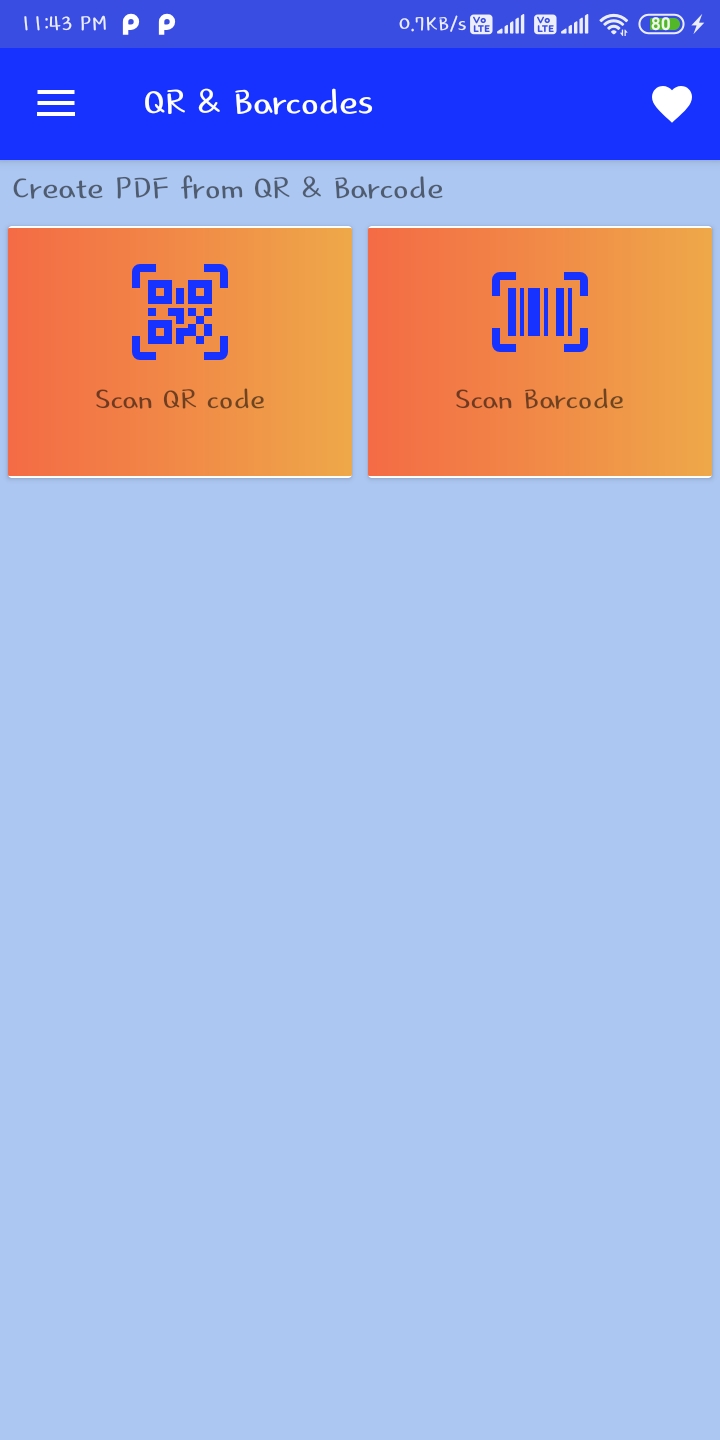 11:43 PM 0.7KB/s Vo LTE Vo LTE 80
QR & Barcodes
Create PDF from QR & Barcode
Scan QR code
Scan Barcode